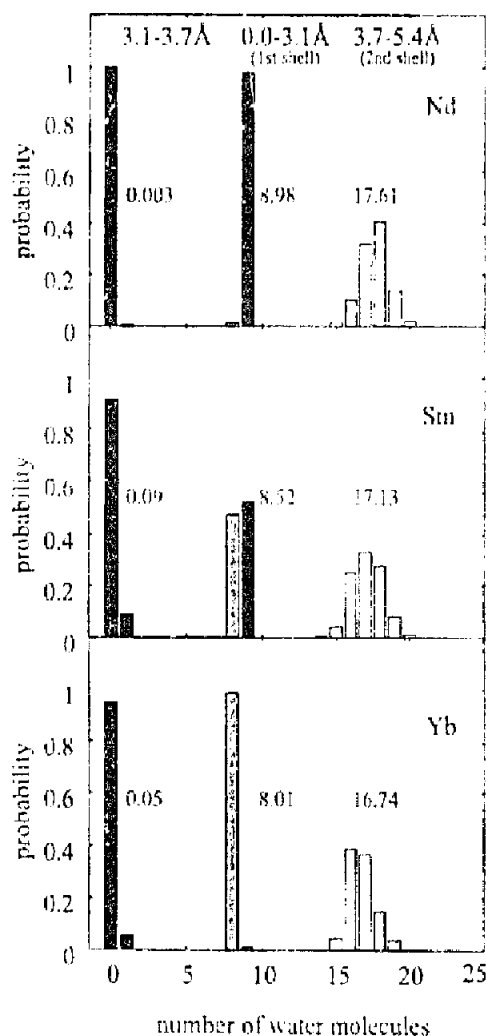 3.1-3.7Å 0.0-3.1Å 3.7-5.4Å
(1st shell) (2nd shell)
Nd
probability
1
0.8
0.6
0.4
0.2
0
0.003 8.98 17.61
Sm
probability
1
0.8
0.6
0.4
0.2
0
0.09 8.52 17.13
Yb
probability
1
0.8
0.6
0.4
0.2
0
0.05 8.01 16.74
0 5 10 15 20 25
number of water molecules